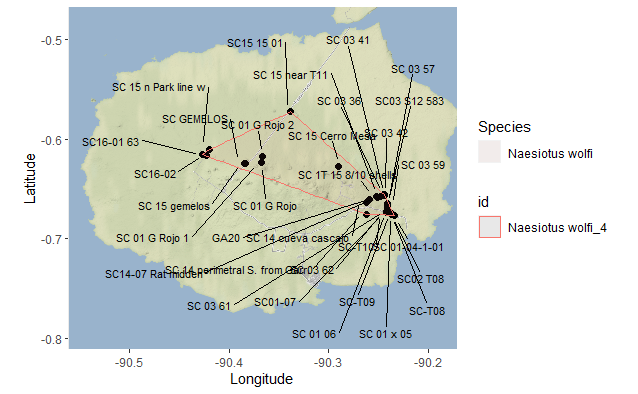 -0.5
-0.6
-0.7
-0.8
Latitude
SC15 15 01
SC 03 41
SC 15 n Park line w
SC 15 near T11
SC 03 57
SC 03 36
SC03 S12 583
SC GEMELOS
SC 01 G Rojo 2
SC 15 Cerro Mesa
SC 03 42
SC16-01 63
SC16-02
SC 1T 15 8/10 shells
SC 03 59
SC 15 gemelos
SC 01 G Rojo
SC 01 G Rojo 1
GA20
SC 14 cueva cascajo
SC-T10
SC 01-04-1-01
SC14-07 Rat midden
SC 14 perimetral S. from Garr
SC 03 62
SC02 T08
SC 03 61
SC01-07
SC-T09
SC-T08
SC 01 06
SC 01 x 05
-90.5
-90.4
-90.3
-90.2
Longitude
Species
Naesiotus wolfi
id
Naesiotus wolfi_4